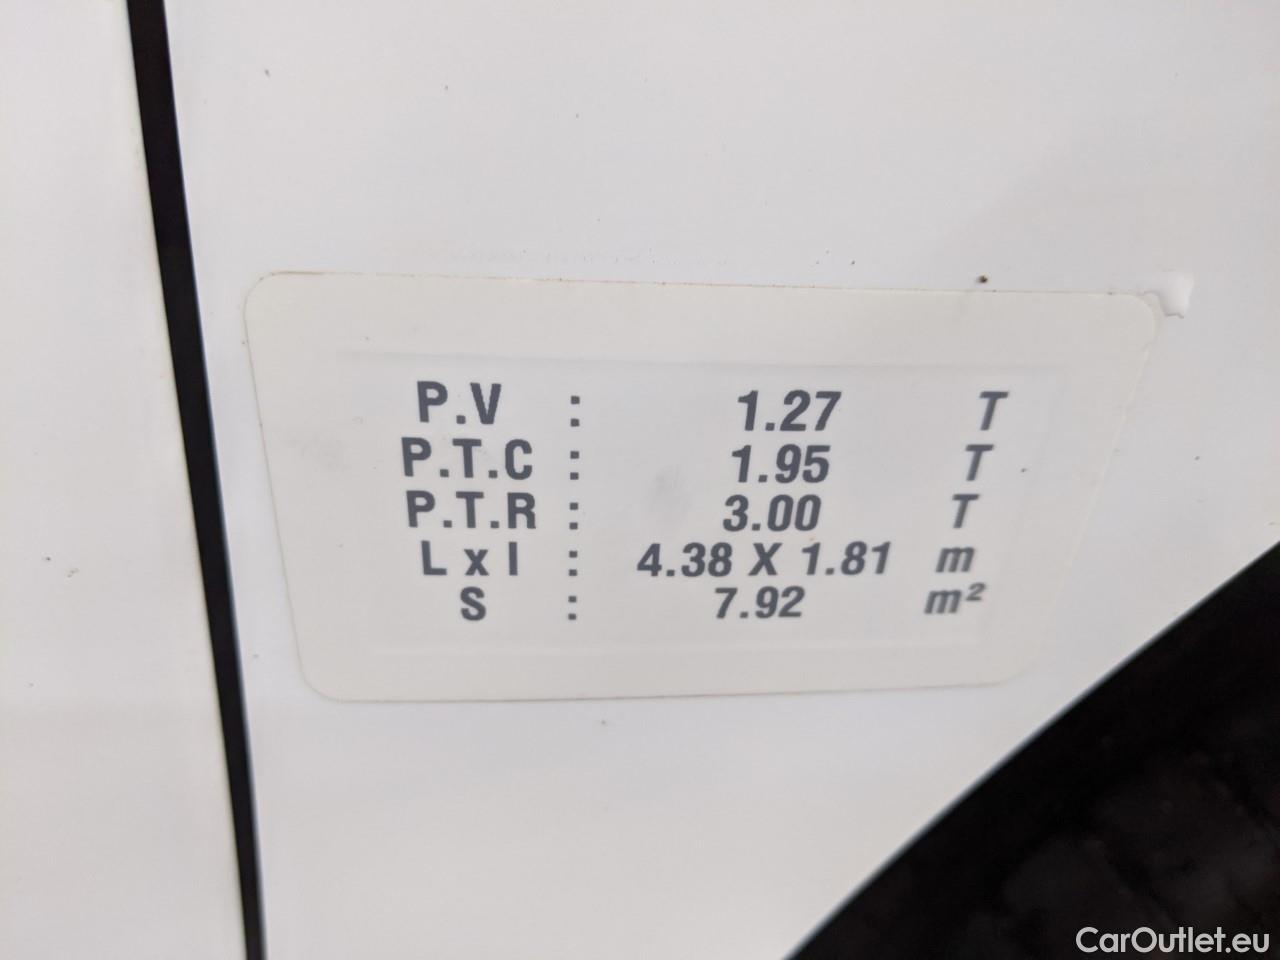 P.V : 1.27 T
P.T.C : 1.95 T
P.T.R : 3.00 T
L x l : 4.38 X 1.81 m
S : 7.92 m²
CarOutlet.eu